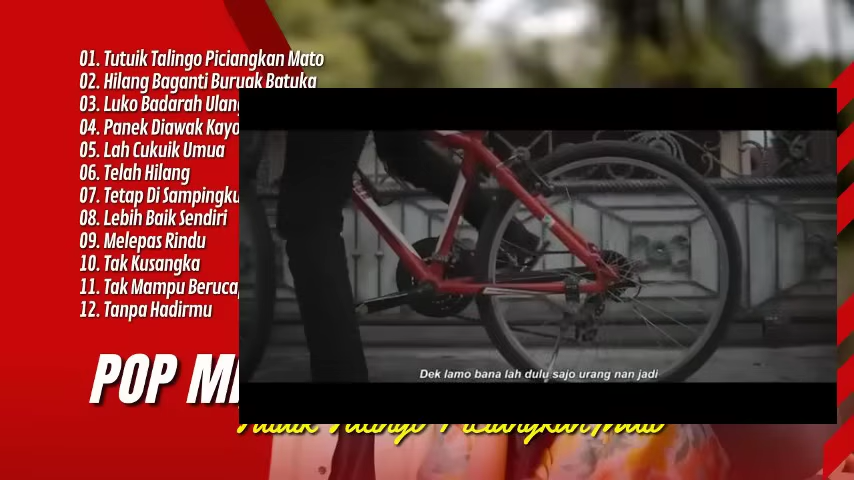 01. Tutuik Talingo Piciangkan Mato
02. Hilang Baganti Buruak Batuka
03. Luko Badarah Ulang
04. Panek Diawak Kayo
05. Lah Cukuik Umua
06. Telah Hilang
07. Tetap Di Sampingku
08. Lebih Baik Sendiri
09. Melepas Rindu
10. Tak Kusangka
11. Tak Mampu Beruca
12. Tanpa Hadirmu
Dek lamo bana lah dulu sajo urang nan jadi
POP